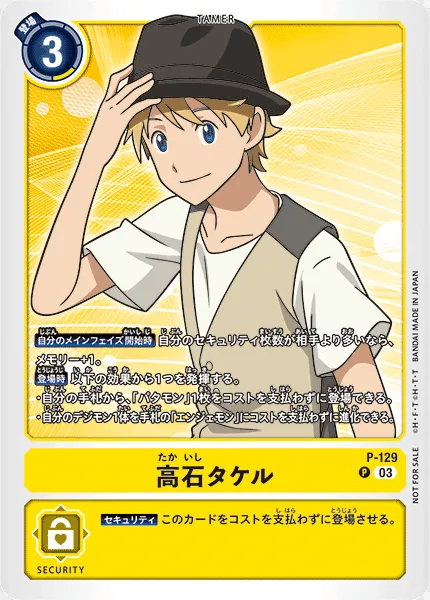 TAMER
登場
3
自分のメインフェイズ開始時 自分のセキュリティ枚数が相手より多いなら、
メモリー+1。
登場時 以下の効果から1つを発揮する。
・自分の手札から、「パタモン」1枚をコストを支払わずに登場できる。
・自分のデジモン1体を手札の「エンジェモン」にコストを支払わずに進化できる。
©H・F・T ©H・T・T BANDAI MADE IN JAPAN
NOT FOR SALE
たか いし
高石タケル
P-129
P 03
セキュリティ このカードをコストを支払わずに登場させる。
SECURITY